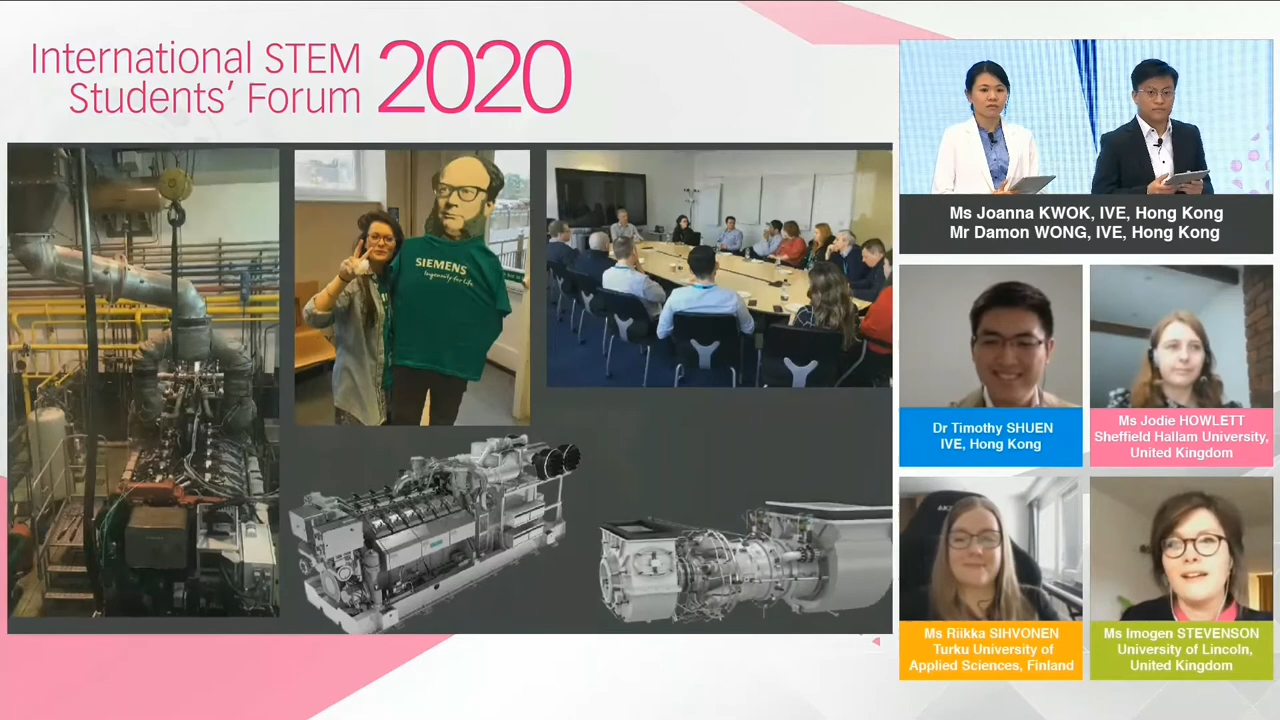 International STEM
Students' Forum 2020
SIEMENS
Ingenuity for life
Ms Joanna KWOK, IVE, Hong Kong
Mr Damon WONG, IVE, Hong Kong
Dr Timothy SHUEN
IVE, Hong Kong
Ms Jodie HOWLETT
Sheffield Hallam University,
United Kingdom
Ms Riikka SIHVONEN
Turku University of
Applied Sciences, Finland
Ms Imogen STEVENSON
University of Lincoln,
United Kingdom